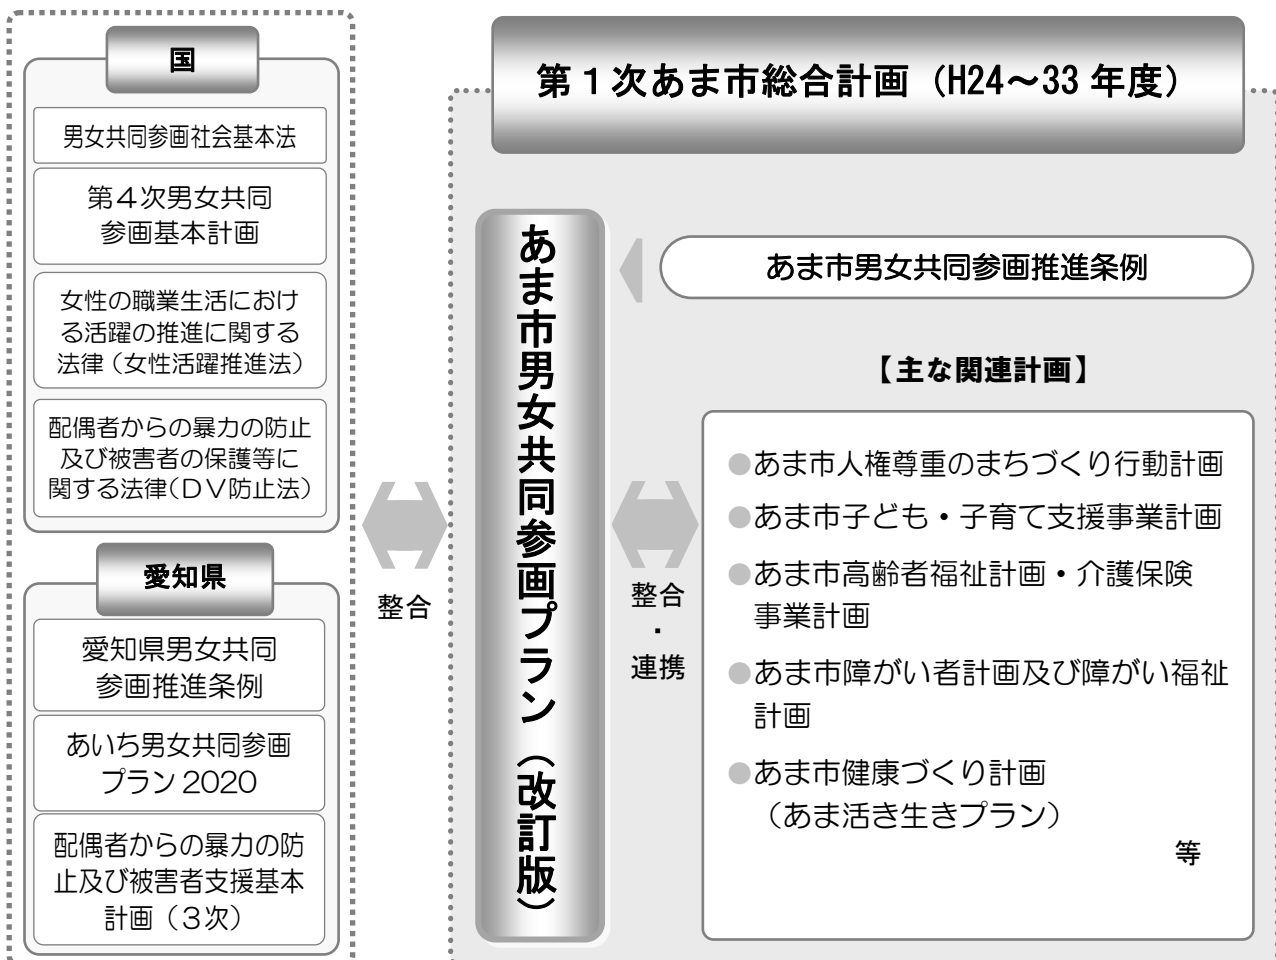 国
男女共同参画社会基本法
第4次男女共同
参画基本計画
女性の職業生活におけ
る活躍の推進に関する
法律（女性活躍推進法）
配偶者からの暴力の防止
及び被害者の保護等に
関する法律（ＤＶ防止法）
愛知県
愛知県男女共同
参画推進条例
あいち男女共同参画
プラン 2020
配偶者からの暴力の防
止及び被害者支援基本
計画（３次）
整合
第１次あま市総合計画（H24～33 年度）
あま市男女共同参画プラン（改訂版）
あま市男女共同参画推進条例
整合
・
連携
【主な関連計画】
●あま市人権尊重のまちづくり行動計画
●あま市子ども・子育て支援事業計画
●あま市高齢者福祉計画・介護保険
事業計画
●あま市障がい者計画及び障がい福祉
計画
●あま市健康づくり計画
（あま活き生きプラン）
等